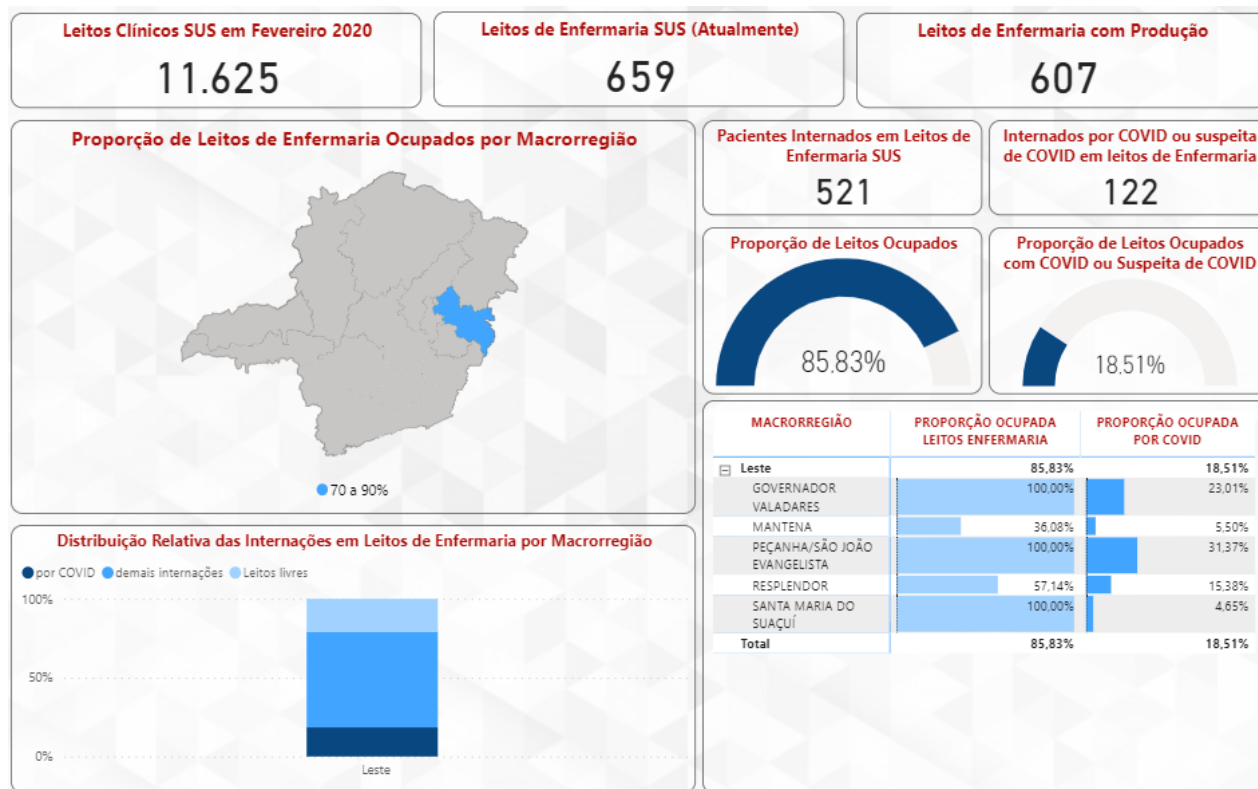 Leitos Clínicos SUS em Fevereiro 2020
11.625
Leitos de Enfermaria SUS (Atualmente)
659
Leitos de Enfermaria com Produção
607
Proporção de Leitos de Enfermaria Ocupados por Macrorregião
70 a 90%
Pacientes Internados em Leitos de
Enfermaria SUS
521
Internados por COVID ou suspeita
de COVID em leitos de Enfermaria
122
Proporção de Leitos Ocupados
85,83%
Proporção de Leitos Ocupados
com COVID ou Suspeita de COVID
18,51%
Distribuição Relativa das Internações em Leitos de Enfermaria por Macrorregião
por COVID demais internações Leitos livres
100%
50%
0%
Leste
MACRORREGIÃO PROPORÇÃO OCUPADA PROPORÇÃO OCUPADA
LEITOS ENFERMARIA POR COVID
Leste 85,83% 18,51%
GOVERNADOR 100,00% 23,01%
VALADARES
MANTENA 36,08% 5,50%
PEÇANHA/SÃO JOÃO 100,00% 31,37%
EVANGELISTA
RESPLENDOR 57,14% 15,38%
SANTA MARIA DO 100,00% 4,65%
SUAÇUÍ
Total 85,83% 18,51%